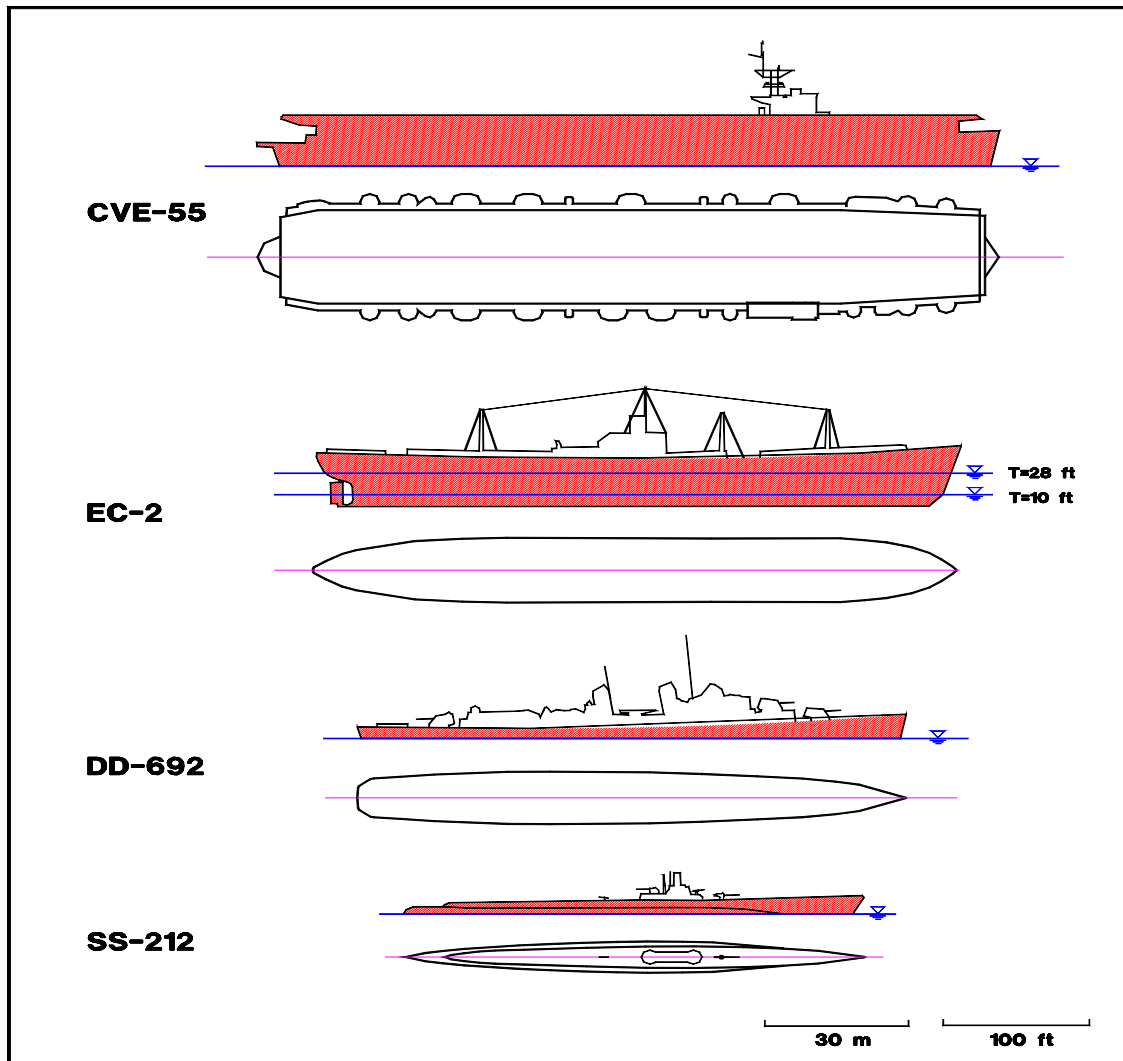 CVE-55
T=28 ft
T=10 ft
EC-2
DD-692
SS-212
30 m
100 ft